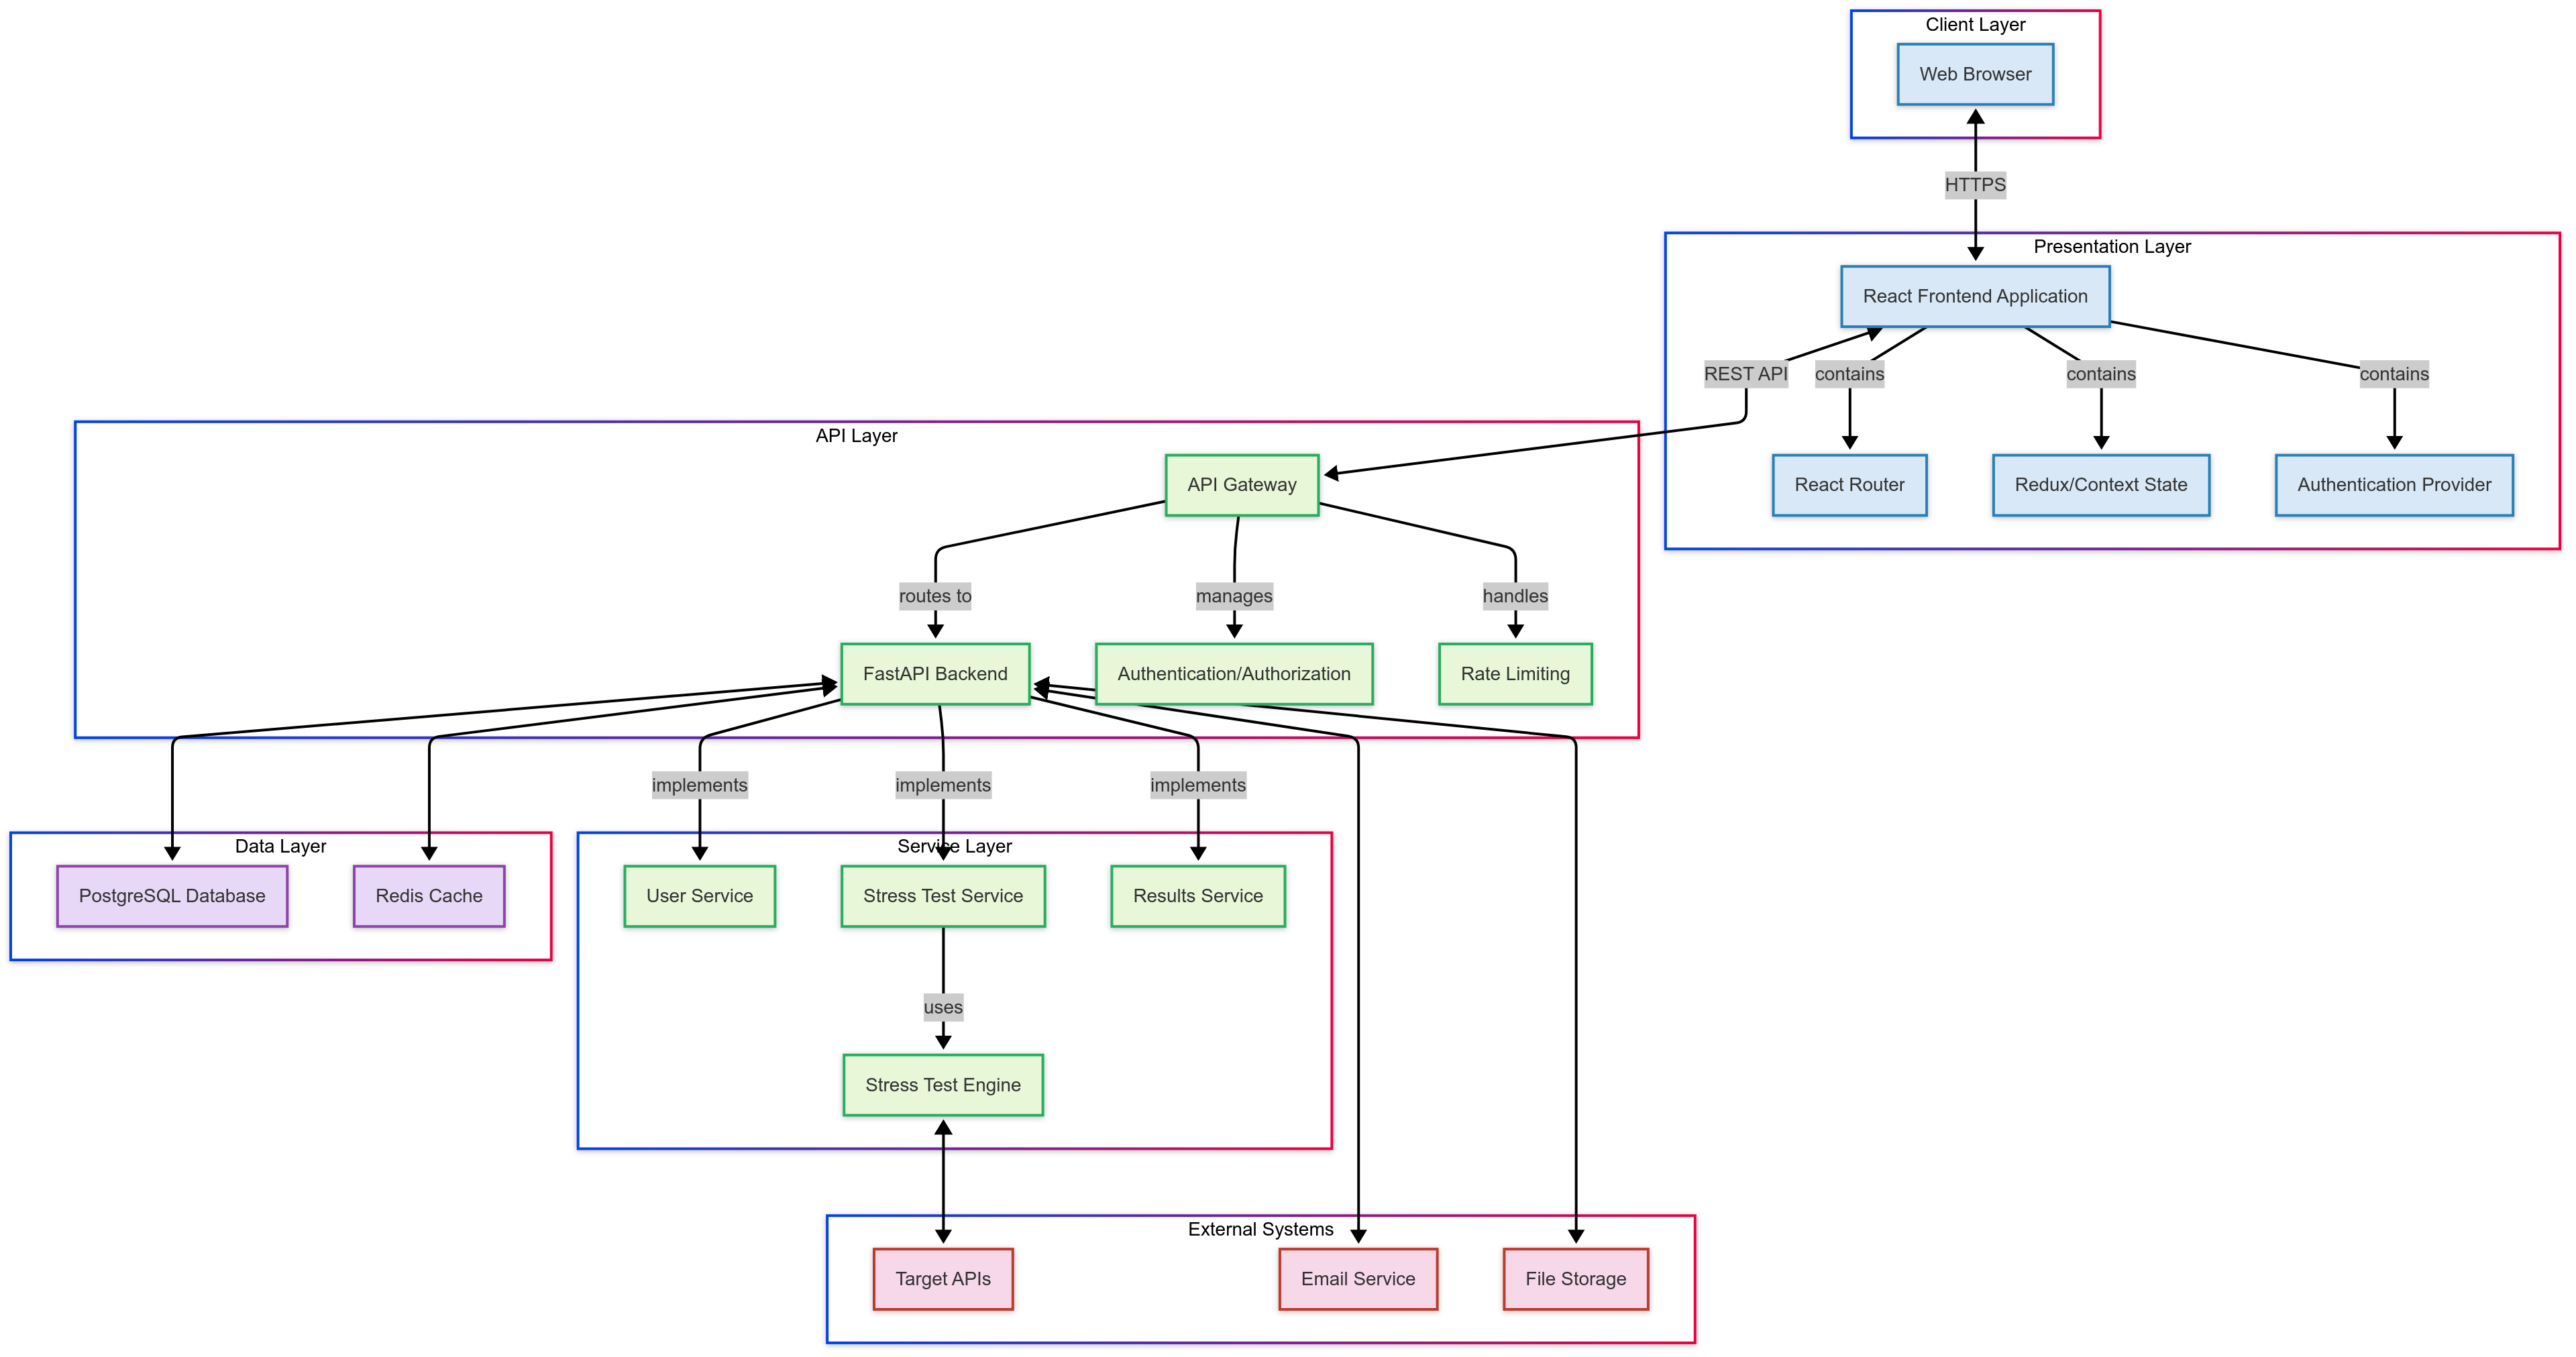 Client Layer
Web Browser
HTTPS
Presentation Layer
React Frontend Application
REST API
contains
contains
contains
React Router
Redux/Context State
Authentication Provider
API Layer
API Gateway
routes to
manages
handles
FastAPI Backend
Authentication/Authorization
Rate Limiting
implements
implements
implements
Data Layer
PostgreSQL Database
Redis Cache
Service Layer
User Service
Stress Test Service
Results Service
uses
Stress Test Engine
External Systems
Target APIs
Email Service
File Storage